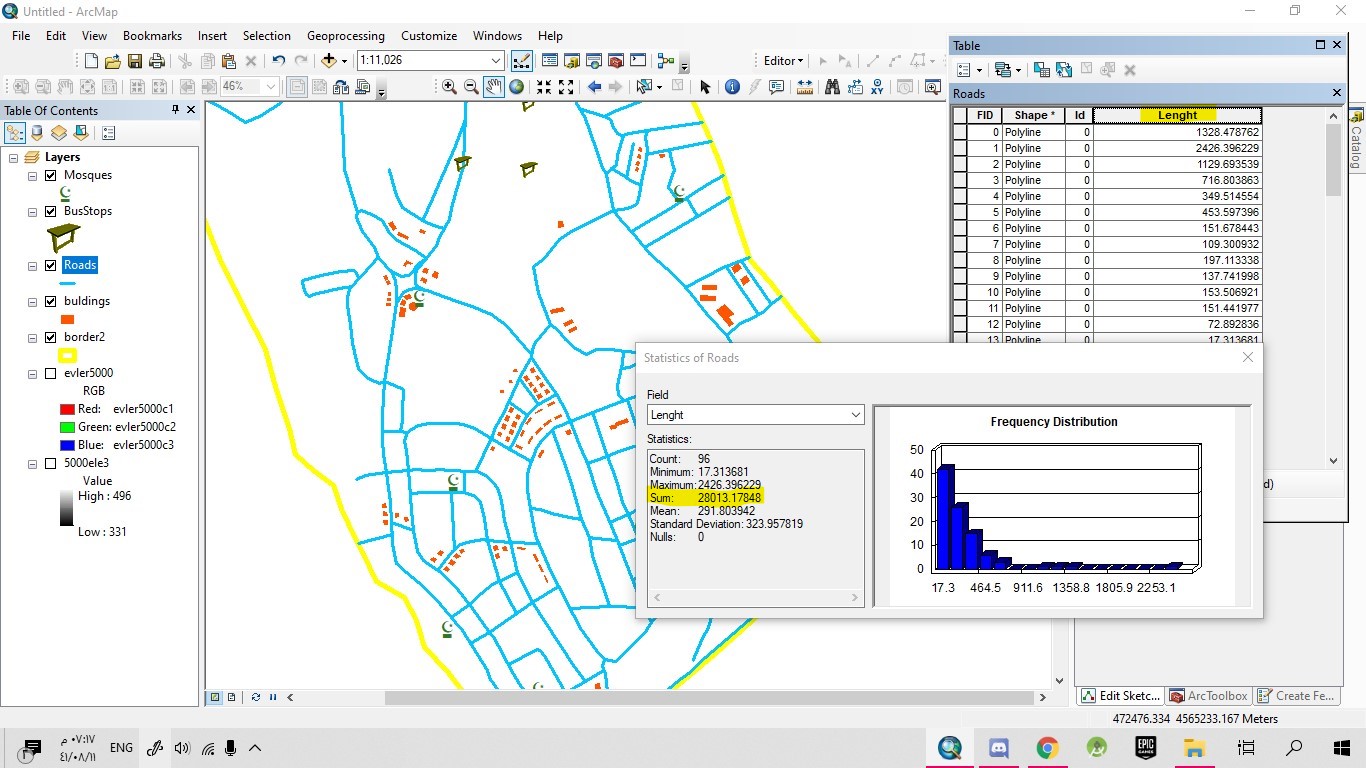 Untitled - ArcMap
File Edit View Bookmarks Insert Selection Geoprocessing Customize Windows Help
1:11,026
Editor
46%
Table Of Contents
Layers
Mosques
BusStops
Roads
buldings
border2
evler5000
RGB
Red: evler5000c1
Green: evler5000c2
Blue: evler5000c3
5000ele3
Value
High : 496
Low : 331
Table
Roads
FID Shape * Id Lenght
0 Polyline 0 1328.478762
1 Polyline 0 2426.396229
2 Polyline 0 1129.693539
3 Polyline 0 716.803863
4 Polyline 0 349.514554
5 Polyline 0 453.597396
6 Polyline 0 151.678443
7 Polyline 0 109.300932
8 Polyline 0 197.113338
9 Polyline 0 137.741998
10 Polyline 0 153.506921
11 Polyline 0 151.441977
12 Polyline 0 72.892836
13 Polyline 0 17.313681
Catalog
Statistics of Roads
Field
Lenght
Statistics:
Count: 96
Minimum: 17.313681
Maximum: 2426.396229
Sum: 28013.17848
Mean: 291.803942
Standard Deviation: 323.957819
Nulls: 0
Frequency Distribution
50
40
30
20
10
0
17.3 464.5 911.6 1358.8 1805.9 2253.1
d)
Edit Sketc... ArcToolbox Create Fe...
472476.334 4565233.167 Meters
٠٧:١٧ م
٤١/٠٨/١١
ENG
EPIC
GAMES